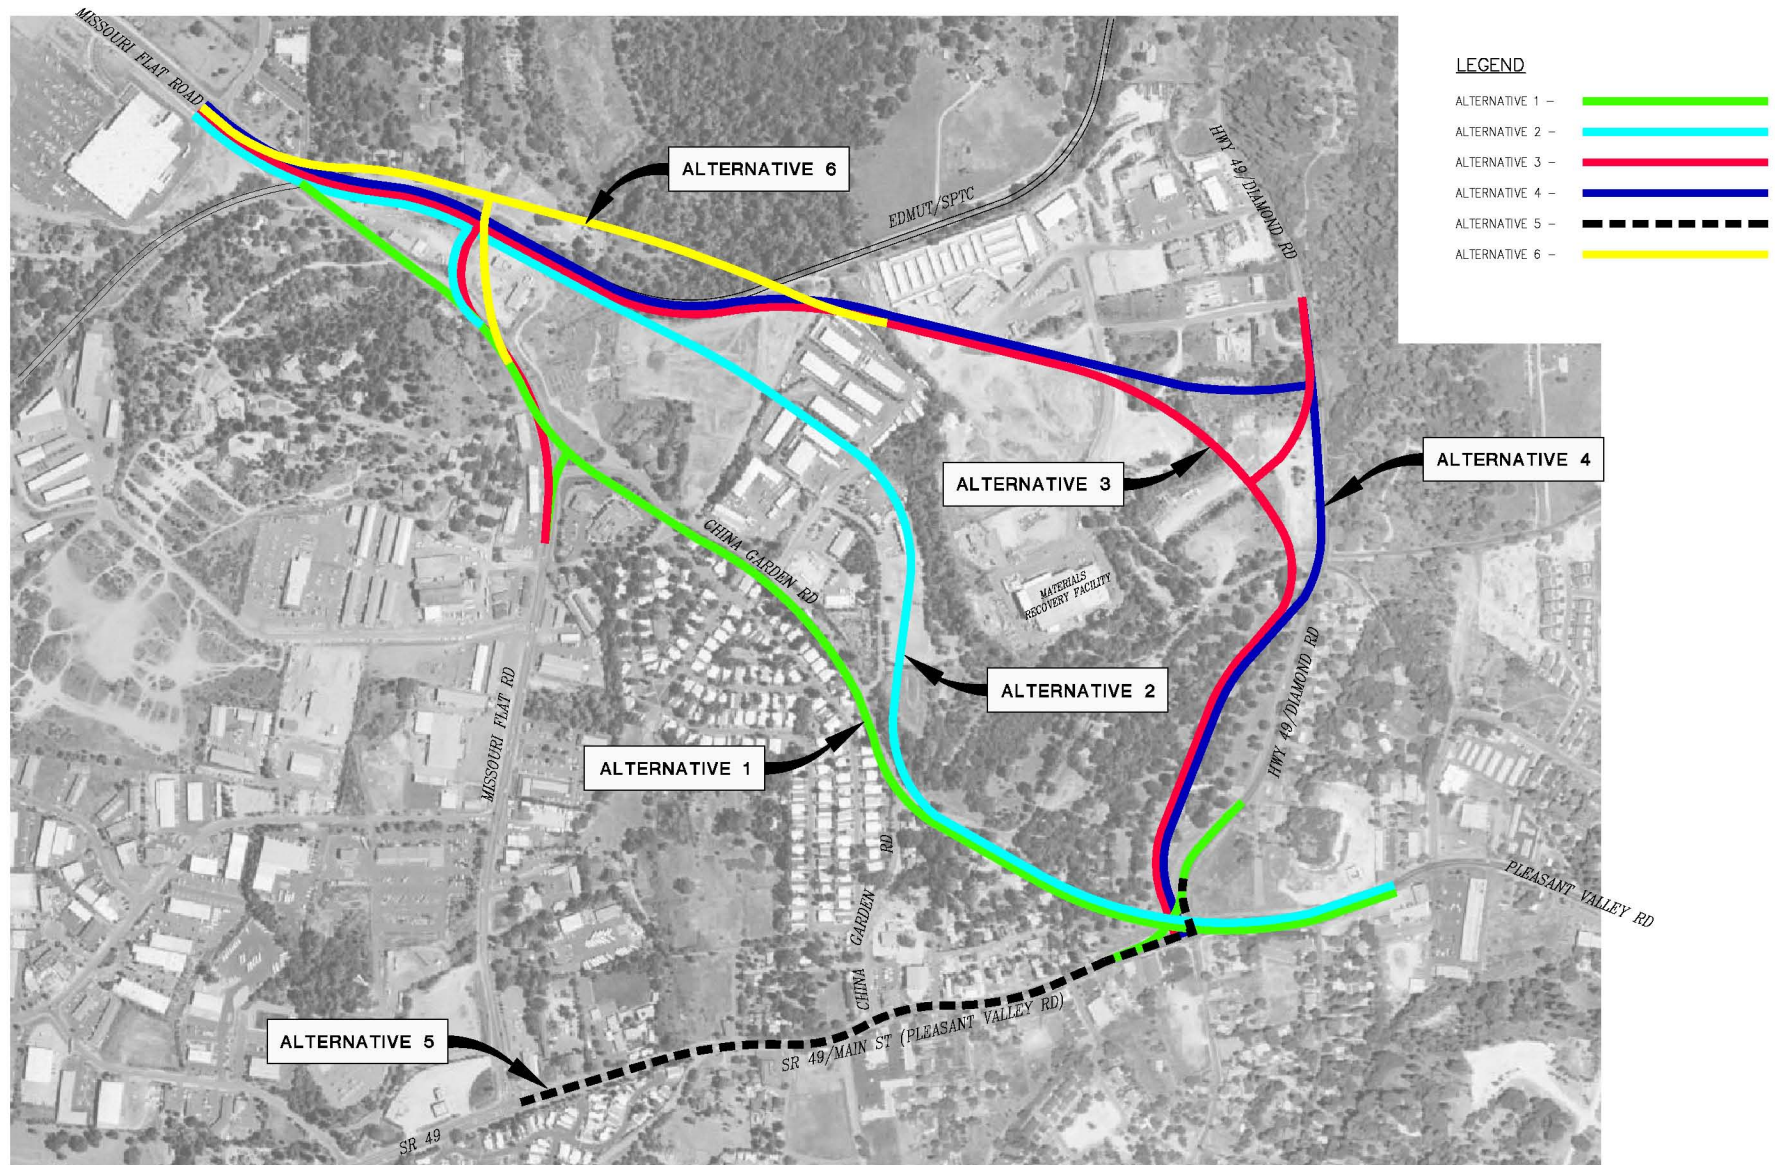 MISSOURI FLAT ROAD
LEGEND
ALTERNATIVE 1 –
ALTERNATIVE 2 –
ALTERNATIVE 3 –
ALTERNATIVE 4 –
ALTERNATIVE 5 –
ALTERNATIVE 6 –
HWY 49/DIAMOND RD
ALTERNATIVE 6
EDMUT/SPTC
ALTERNATIVE 3
ALTERNATIVE 4
CHINA GARDEN RD
MATERIALS
RECOVERY FACILITY
ALTERNATIVE 2
MISSOURI FLAT RD
HWY 49/DIAMOND RD
ALTERNATIVE 1
CHINA GARDEN RD
PLEASANT VALLEY RD
ALTERNATIVE 5
SR 49/MAIN ST (PLEASANT VALLEY RD)
SR 49